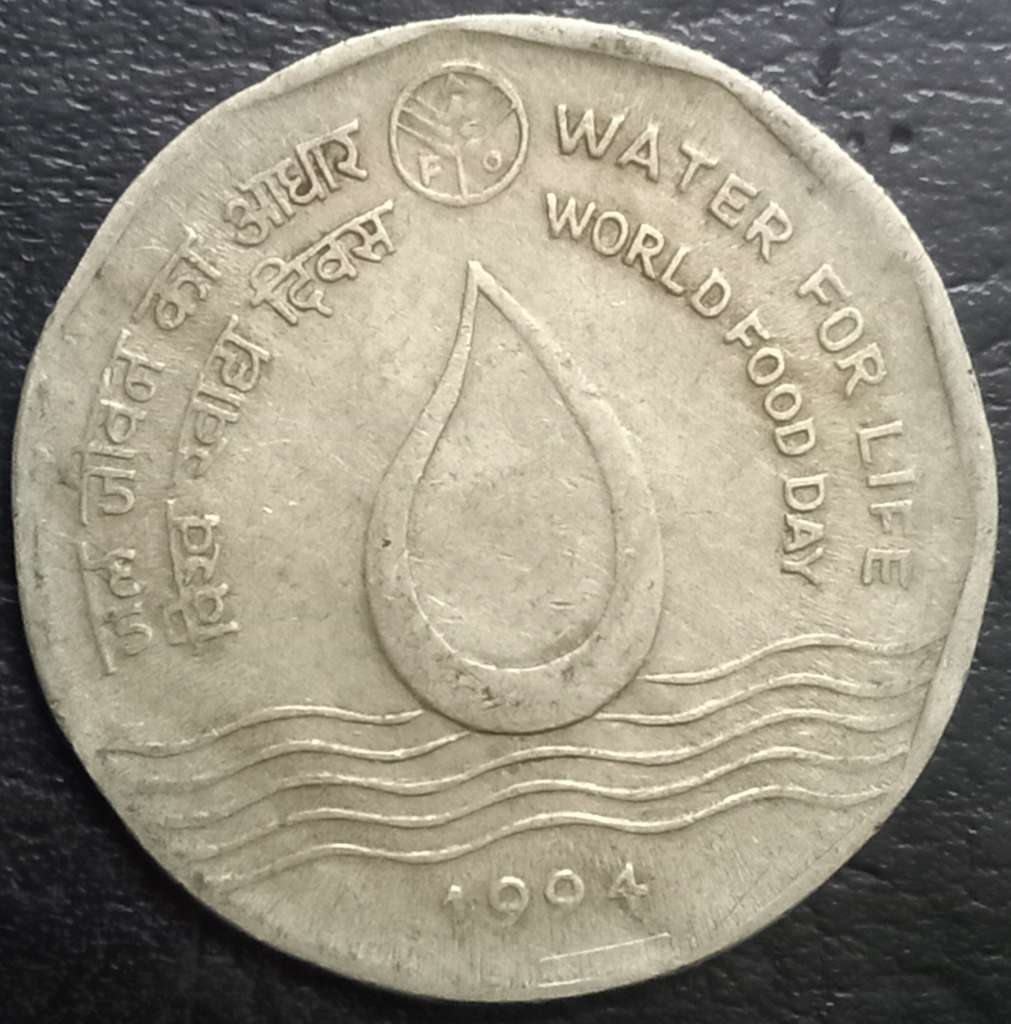 जल जीवन का आधार
विश्व खाद्य दिवस
F A O
WATER FOR LIFE
WORLD FOOD DAY
1994